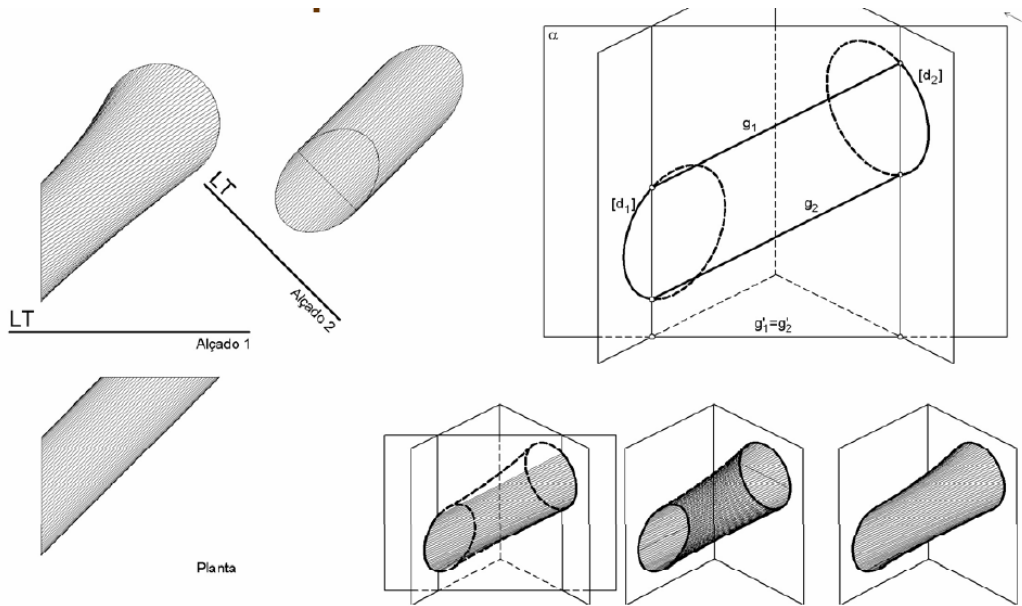 LT
Alçado 1
Planta
LT
Alçado 2
α
[d₂]
g₁
[d₁]
g₂
g'₁=g'₂